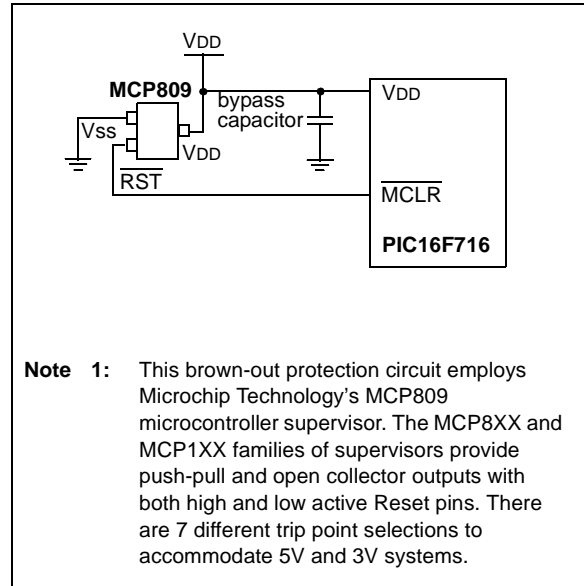 VDD
MCP809
bypass
capacitor
VDD
Vss
VDD
RST
MCLR
PIC16F716
Note 1: This brown-out protection circuit employs
Microchip Technology's MCP809
microcontroller supervisor. The MCP8XX and
MCP1XX families of supervisors provide
push-pull and open collector outputs with
both high and low active Reset pins. There
are 7 different trip point selections to
accommodate 5V and 3V systems.